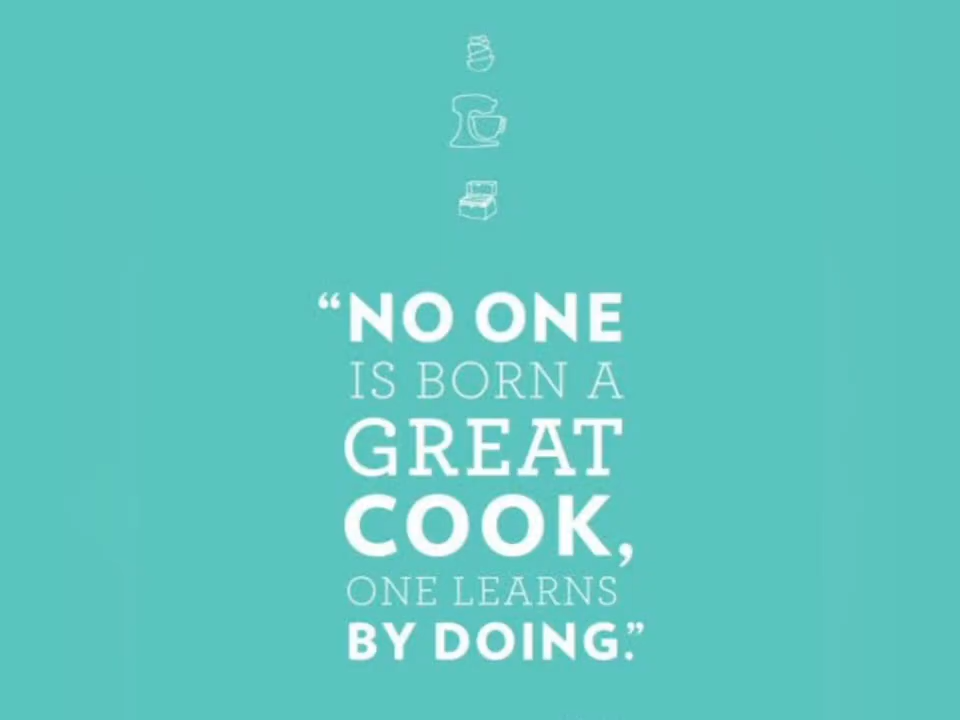 “NO ONE
IS BORN A
GREAT
COOK,
ONE LEARNS
BY DOING.”